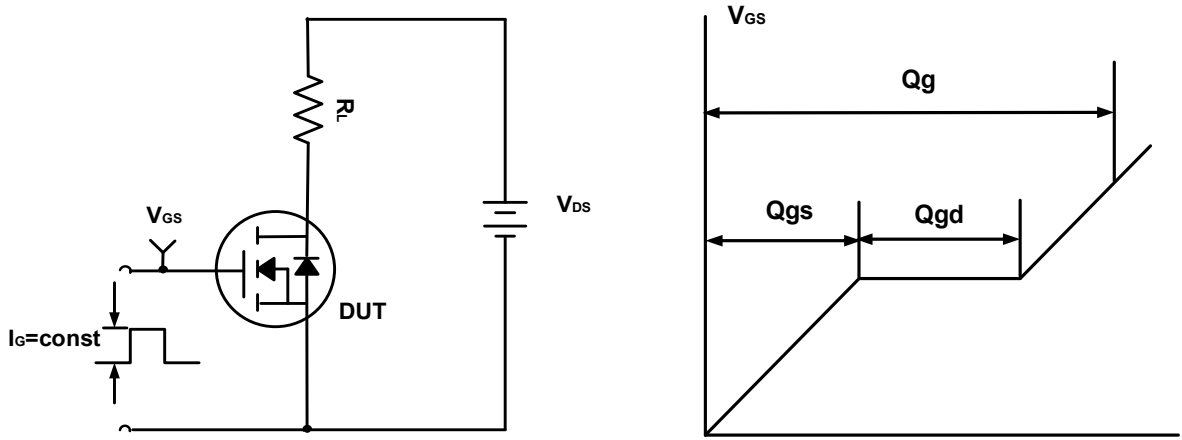 VGS
Qg
RL
VDS
VGS
Qgs
Qgd
DUT
IG=const